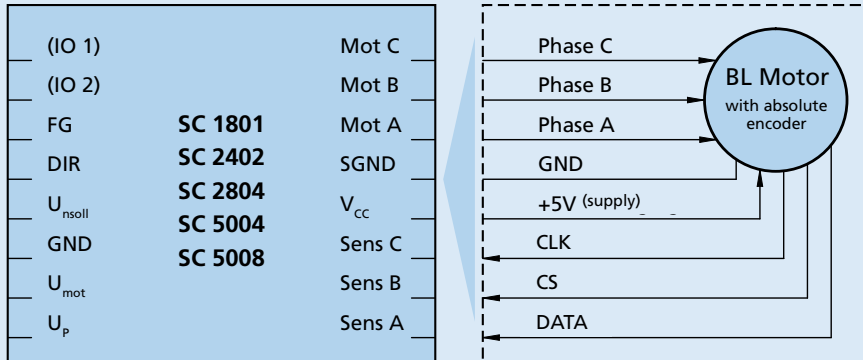 (IO 1)
(IO 2)
FG
DIR
Uₙₛₒₗₗ
GND
Uₘₒₜ
U_P
SC 1801
SC 2402
SC 2804
SC 5004
SC 5008
Mot C
Mot B
Mot A
SGND
V_CC
Sens C
Sens B
Sens A
Phase C
Phase B
Phase A
GND
+5V (supply)
CLK
CS
DATA
BL Motor
with absolute
encoder